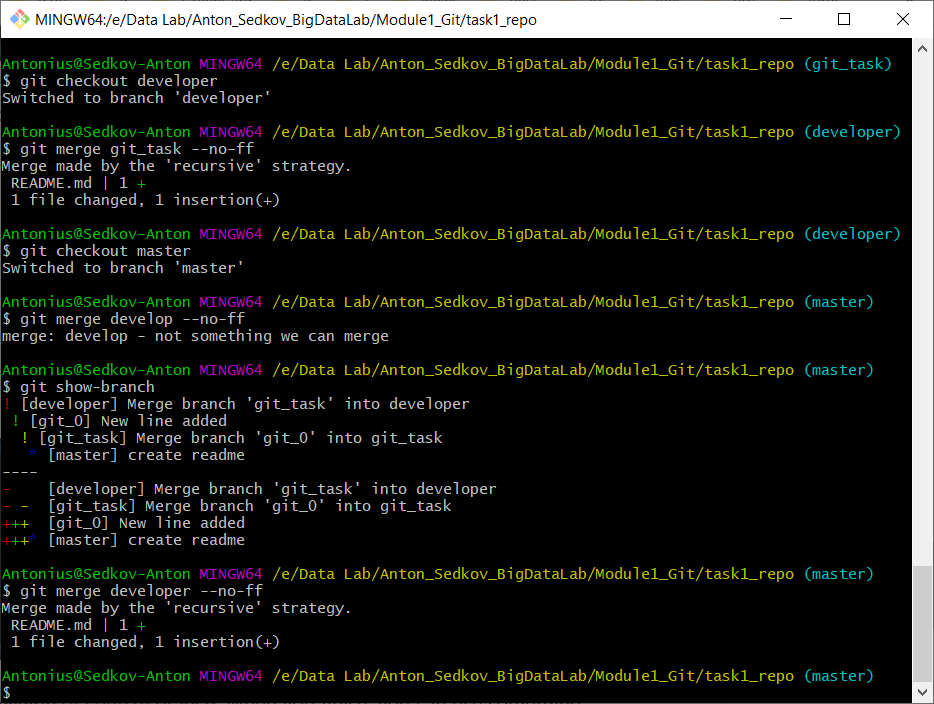 MINGW64:/e/Data Lab/Anton_Sedkov_BigDataLab/Module1_Git/task1_repo
Antonius@Sedkov-Anton MINGW64 /e/Data Lab/Anton_Sedkov_BigDataLab/Module1_Git/task1_repo (git_task)
$ git checkout developer
Switched to branch 'developer'
Antonius@Sedkov-Anton MINGW64 /e/Data Lab/Anton_Sedkov_BigDataLab/Module1_Git/task1_repo (developer)
$ git merge git_task --no-ff
Merge made by the 'recursive' strategy.
 README.md | 1 +
 1 file changed, 1 insertion(+)
Antonius@Sedkov-Anton MINGW64 /e/Data Lab/Anton_Sedkov_BigDataLab/Module1_Git/task1_repo (developer)
$ git checkout master
Switched to branch 'master'
Antonius@Sedkov-Anton MINGW64 /e/Data Lab/Anton_Sedkov_BigDataLab/Module1_Git/task1_repo (master)
$ git merge develop --no-ff
merge: develop - not something we can merge
Antonius@Sedkov-Anton MINGW64 /e/Data Lab/Anton_Sedkov_BigDataLab/Module1_Git/task1_repo (master)
$ git show-branch
! [developer] Merge branch 'git_task' into developer
 ! [git_0] New line added
  ! [git_task] Merge branch 'git_0' into git_task
   * [master] create readme
----
-    [developer] Merge branch 'git_task' into developer
- -  [git_task] Merge branch 'git_0' into git_task
+++  [git_0] New line added
+++* [master] create readme
Antonius@Sedkov-Anton MINGW64 /e/Data Lab/Anton_Sedkov_BigDataLab/Module1_Git/task1_repo (master)
$ git merge developer --no-ff
Merge made by the 'recursive' strategy.
 README.md | 1 +
 1 file changed, 1 insertion(+)
Antonius@Sedkov-Anton MINGW64 /e/Data Lab/Anton_Sedkov_BigDataLab/Module1_Git/task1_repo (master)
$